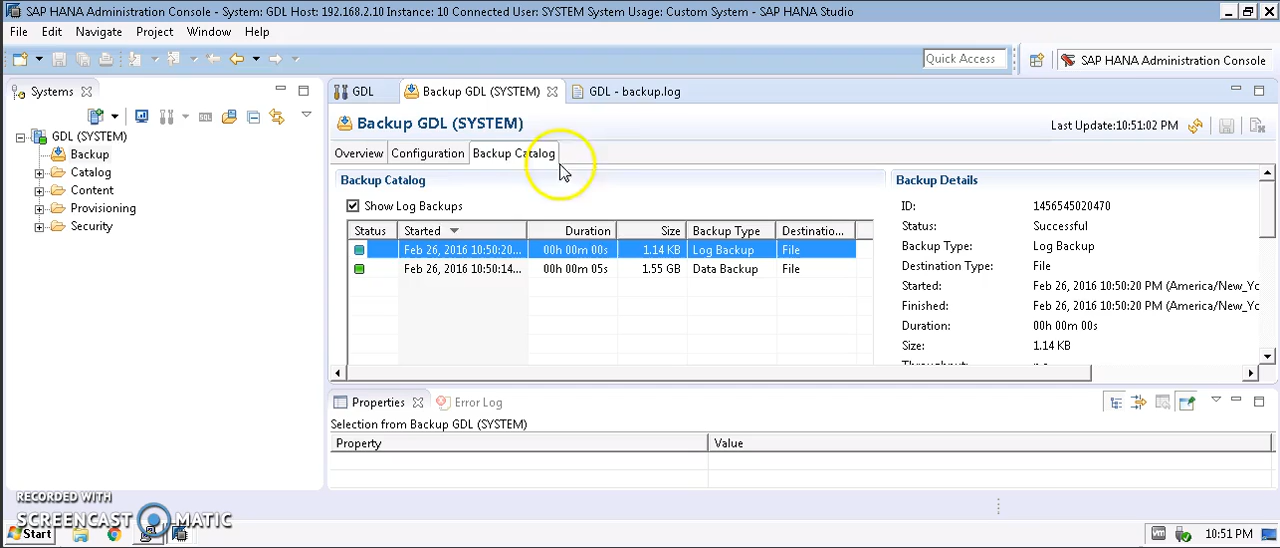 SAP HANA Administration Console - System: GDL Host: 192.168.2.10 Instance: 10 Connected User: SYSTEM System Usage: Custom System - SAP HANA Studio
File Edit Navigate Project Window Help
Quick Access
SAP HANA Administration Console
Systems
GDL (SYSTEM)
Backup
Catalog
Content
Provisioning
Security
GDL
Backup GDL (SYSTEM)
GDL - backup.log
Backup GDL (SYSTEM)
Last Update:10:51:02 PM
Overview Configuration Backup Catalog
Backup Catalog
Show Log Backups
Status Started Duration Size Backup Type Destinatio...
Feb 26, 2016 10:50:20... 00h 00m 00s 1.14 KB Log Backup File
Feb 26, 2016 10:50:14... 00h 00m 05s 1.55 GB Data Backup File
Backup Details
ID: 1456545020470
Status: Successful
Backup Type: Log Backup
Destination Type: File
Started: Feb 26, 2016 10:50:20 PM (America/New_Yo
Finished: Feb 26, 2016 10:50:20 PM (America/New_Yo
Duration: 00h 00m 00s
Size: 1.14 KB
Properties
Error Log
Selection from Backup GDL (SYSTEM)
Property Value
RECORDED WITH
SCREENCAST MATIC
Start
10:51 PM